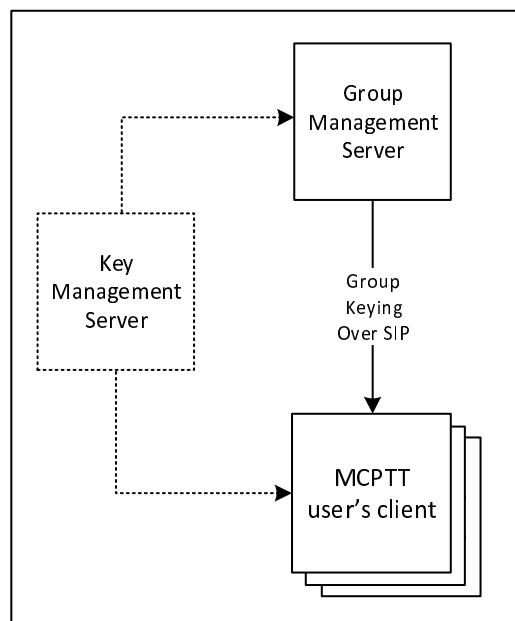 Group
Management
Server
Key
Management
Server
Group
Keying
Over SIP
MCPTT
user's client